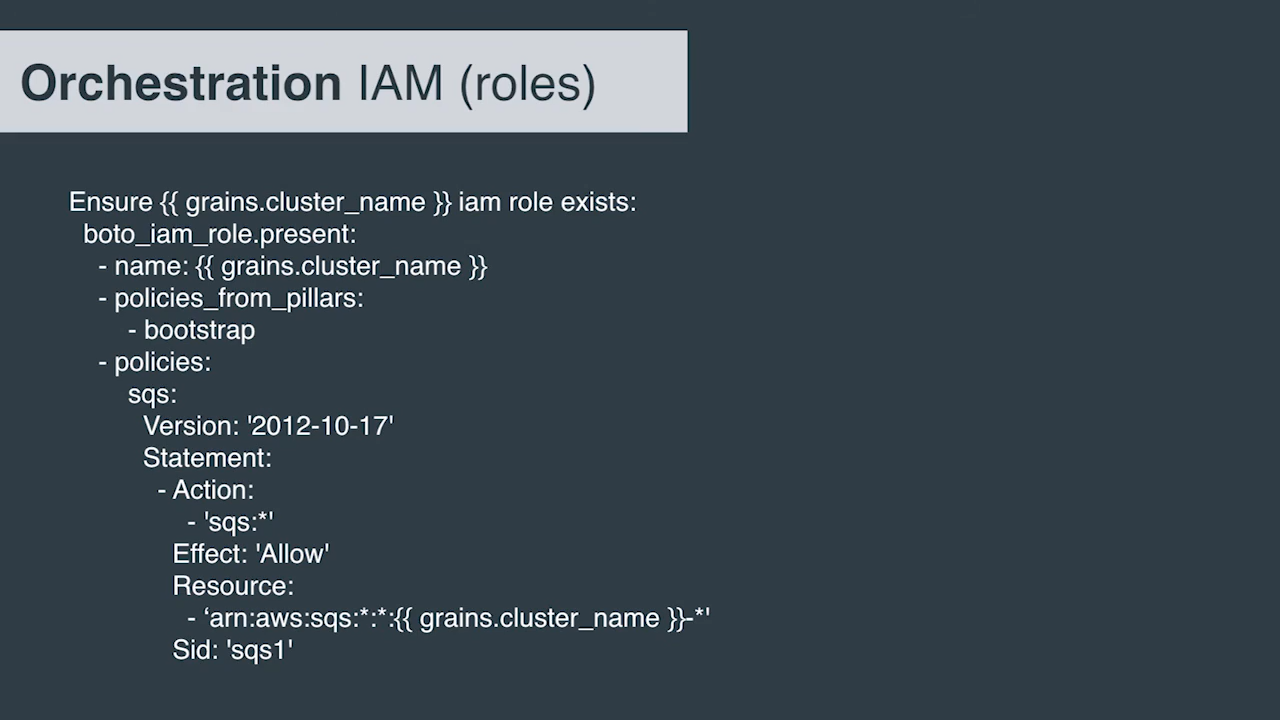 Orchestration IAM (roles)
Ensure {{ grains.cluster_name }} iam role exists:
boto_iam_role.present:
- name: {{ grains.cluster_name }}
- policies_from_pillars:
- bootstrap
- policies:
sqs:
Version: '2012-10-17'
Statement:
- Action:
- 'sqs:*'
Effect: 'Allow'
Resource:
- ‘arn:aws:sqs:*:*:{{ grains.cluster_name }}-*'
Sid: 'sqs1'